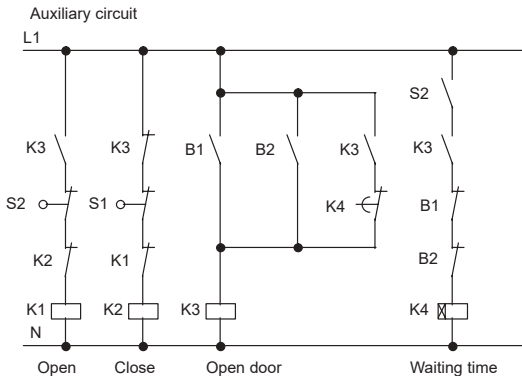 Auxiliary circuit
L1
S2
K3 K3 B1 B2 K3 K3
S2 S1 K4 B1
K2 K1 B2
K1 K2 K3 K4
N
Open Close Open door Waiting time